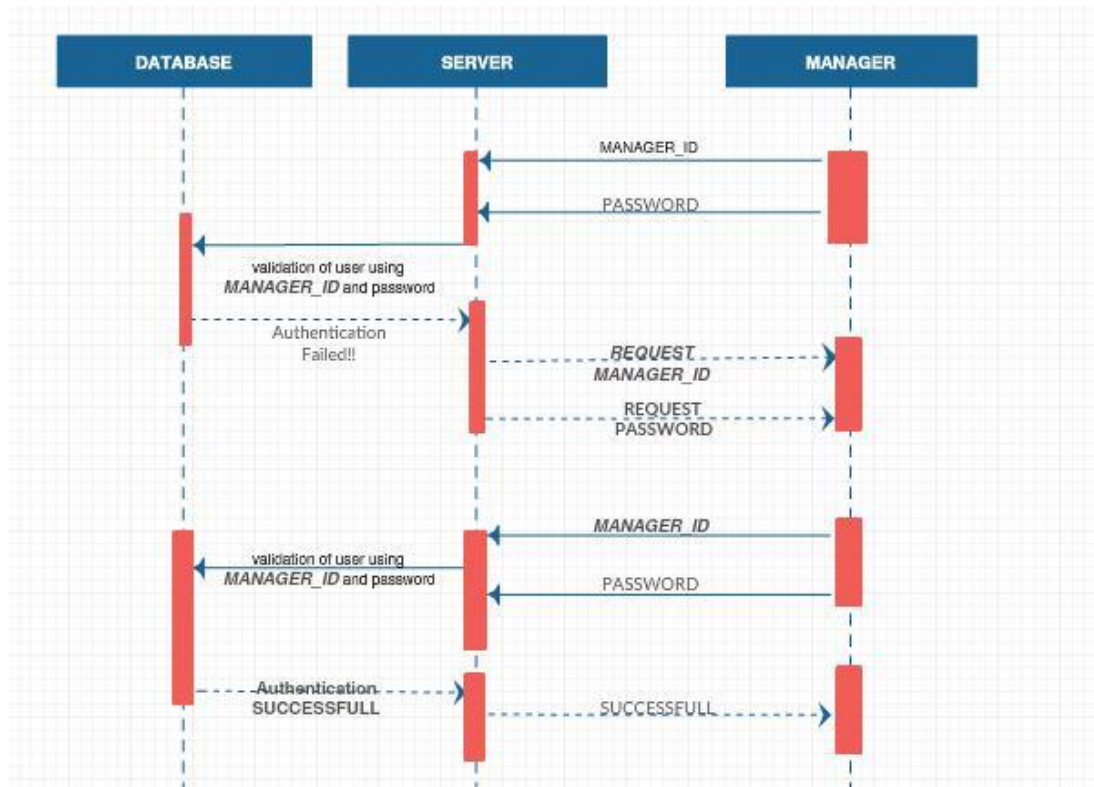 DATABASE
SERVER
MANAGER
MANAGER_ID
PASSWORD
validation of user using
MANAGER_ID and password
Authentication
Failed!!
REQUEST
MANAGER_ID
REQUEST
PASSWORD
MANAGER_ID
validation of user using
MANAGER_ID and password
PASSWORD
Authentication
SUCCESSFULL
SUCCESSFULL